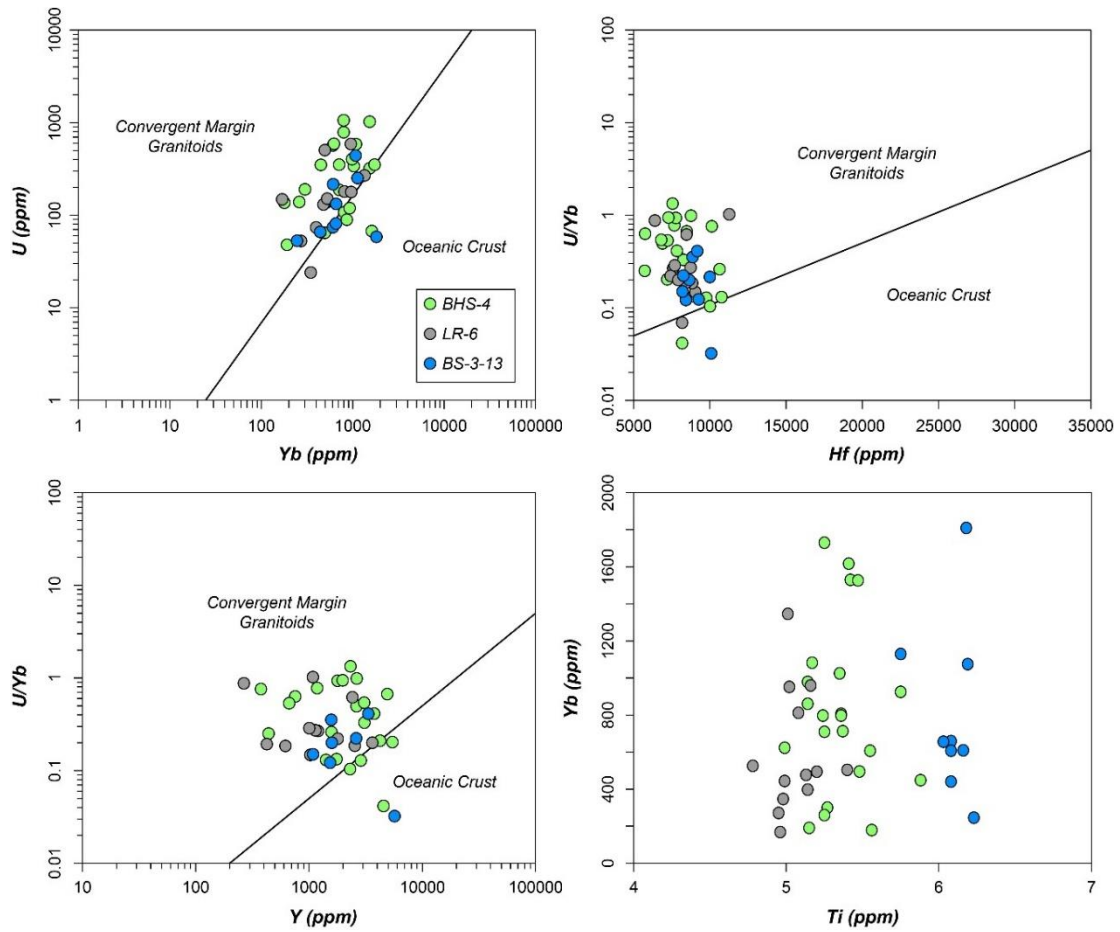 10000
1000
100
10
1
U (ppm)
Convergent Margin
Granitoids
Oceanic Crust
BHS-4
LR-6
BS-3-13
1 10 100 1000 10000 100000
Yb (ppm)
100
10
1
0.1
0.01
U/Yb
Convergent Margin
Granitoids
Oceanic Crust
5000 10000 15000 20000 25000 30000 35000
Hf (ppm)
100
10
1
0.1
0.01
U/Yb
Convergent Margin
Granitoids
Oceanic Crust
10 100 1000 10000 100000
Y (ppm)
2000
1600
1200
800
400
0
Yb (ppm)
4 5 6 7
Ti (ppm)